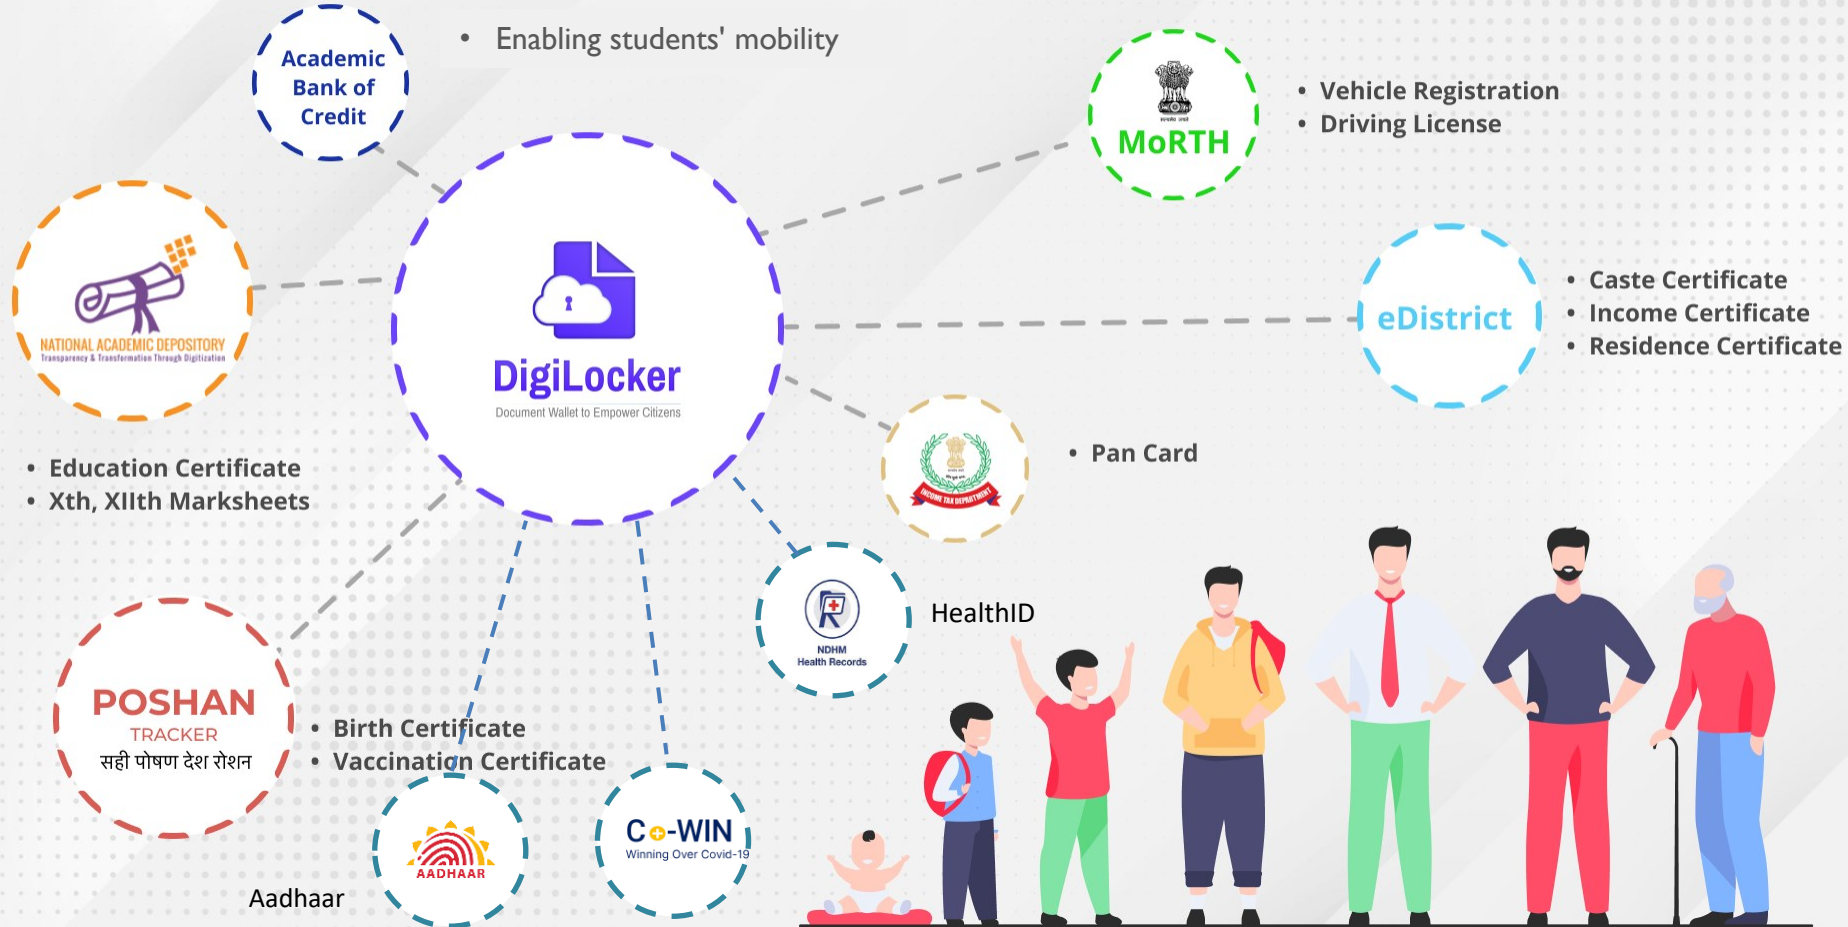 Academic
Bank of
Credit
• Enabling students' mobility
MoRTH
• Vehicle Registration
• Driving License
NATIONAL ACADEMIC DEPOSITORY
Transparency & Transformation Through Digitization
• Education Certificate
• Xth, XIIth Marksheets
DigiLocker
Document Wallet to Empower Citizens
eDistrict
• Caste Certificate
• Income Certificate
• Residence Certificate
INCOME TAX DEPARTMENT
• Pan Card
NDHM
Health Records
HealthID
POSHAN
TRACKER
सही पोषण देश रोशन
• Birth Certificate
• Vaccination Certificate
AADHAAR
Aadhaar
Co-WIN
Winning Over Covid-19